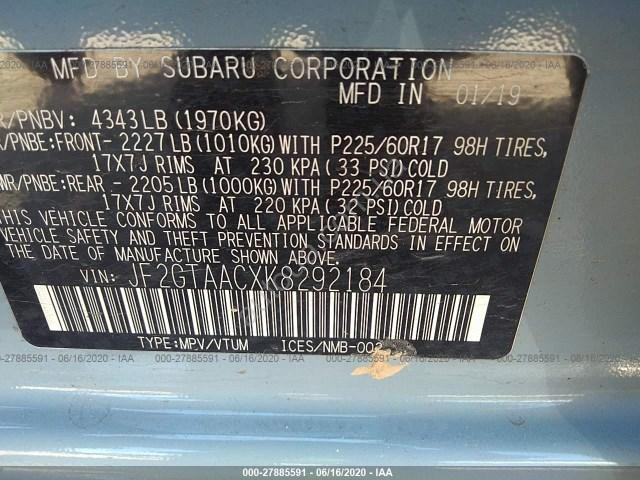 MFD BY SUBARU CORPORATION
MFD IN 01/19
/PNBV: 4343LB (1970KG)
/PNBE:FRONT- 2227 LB (1010KG) WITH P225/60R17 98H TIRES,
17X7J RIMS AT 230 KPA (33 PSI) COLD
/PNBE:REAR - 2205 LB (1000KG) WITH P225/60R17 98H TIRES,
17X7J RIMS AT 220 KPA (32 PSI) COLD
THIS VEHICLE CONFORMS TO ALL APPLICABLE FEDERAL MOTOR
VEHICLE SAFETY AND THEFT PREVENTION STANDARDS IN EFFECT ON
THE DATE OF MANUFACTURE SHOWN ABOVE.
VIN: JF2GTAACXK8292184
TYPE:MPV/VTUM ICES/NMB-002
000-27885591 / 06/16/2020 - IAA